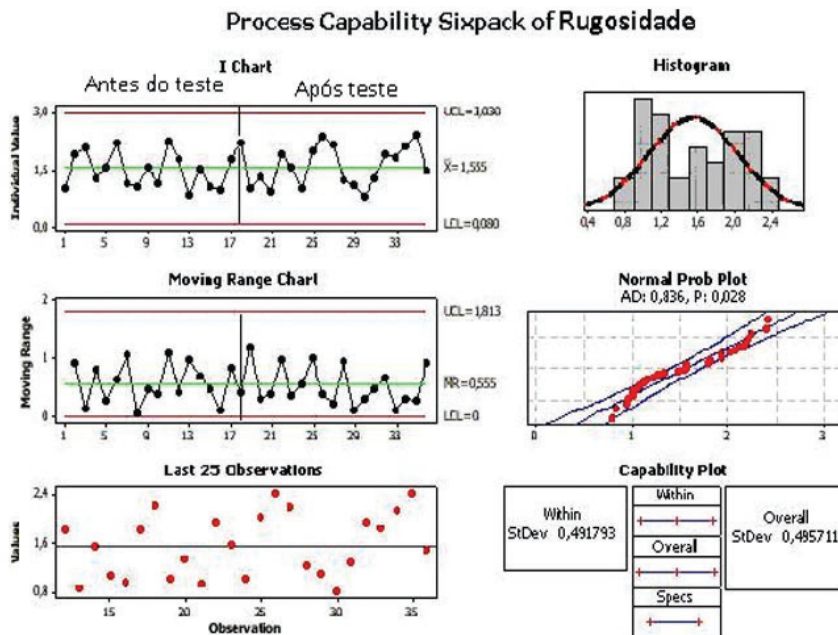 Process Capability Sixpack of Rugosidade
I Chart
Antes do teste
Após teste
Individual Value
3,0
1,5
0,0
UCL=1,030
X=1,555
LCL=0,080
1 5 9 13 17 21 25 29 33
Histogram
0,4 0,8 1,2 1,6 2,0 2,4
Moving Range Chart
Moving Range
2
1
0
UCL=1,813
MR=0,555
LCL=0
1 5 9 13 17 21 25 29 33
Normal Prob Plot
AD: 0,836, P: 0,028
0 1 2 3
Last 25 Observations
Values
2,4
1,6
0,8
15 20 25 30 35
Observation
Capability Plot
Within
StDev 0,491793
Within
Overall
Specs
Overall
StDev 0,495711